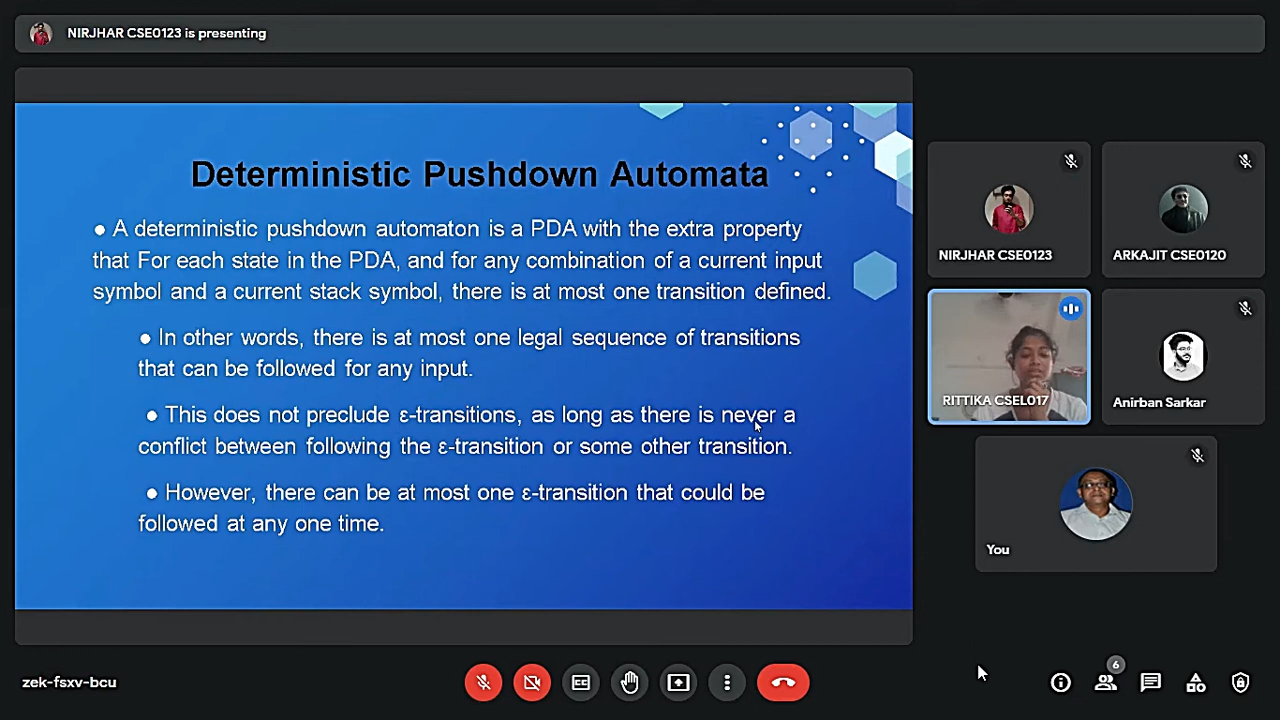 NIRJHAR CSE0123 is presenting
Deterministic Pushdown Automata
● A deterministic pushdown automaton is a PDA with the extra property
that For each state in the PDA, and for any combination of a current input
symbol and a current stack symbol, there is at most one transition defined.
● In other words, there is at most one legal sequence of transitions
that can be followed for any input.
● This does not preclude ε-transitions, as long as there is never a
conflict between following the ε-transition or some other transition.
● However, there can be at most one ε-transition that could be
followed at any one time.
NIRJHAR CSE0123
ARKAJIT CSE0120
RITTIKA CSEL017
Anirban Sarkar
You
zek-fsxv-bcu
CC
6